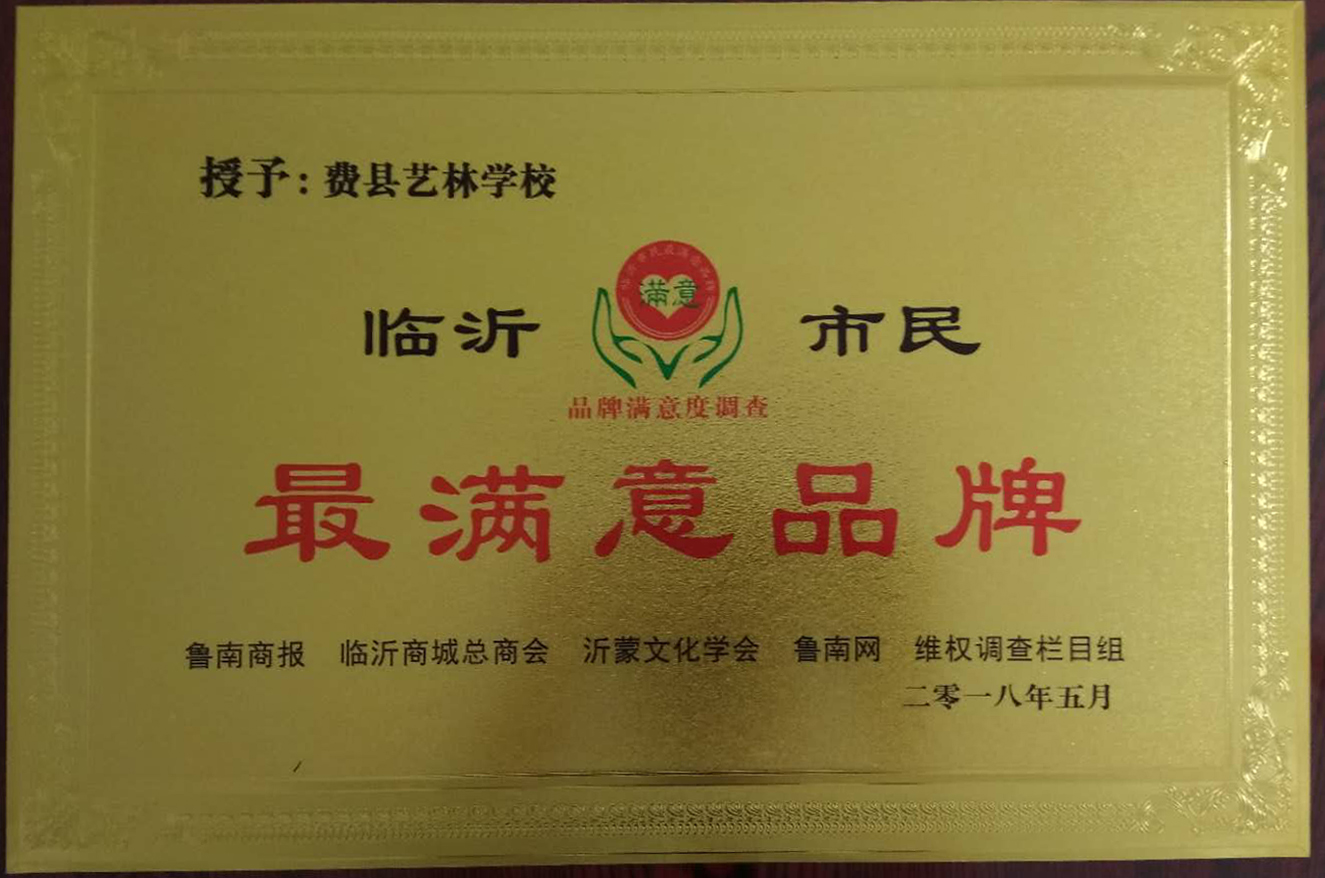 授予：费县艺林学校
满意
临沂 市民
品牌满意度调查
最满意品牌
鲁南商报 临沂商城总商会 沂蒙文化学会 鲁南网 维权调查栏目组
二零一八年五月